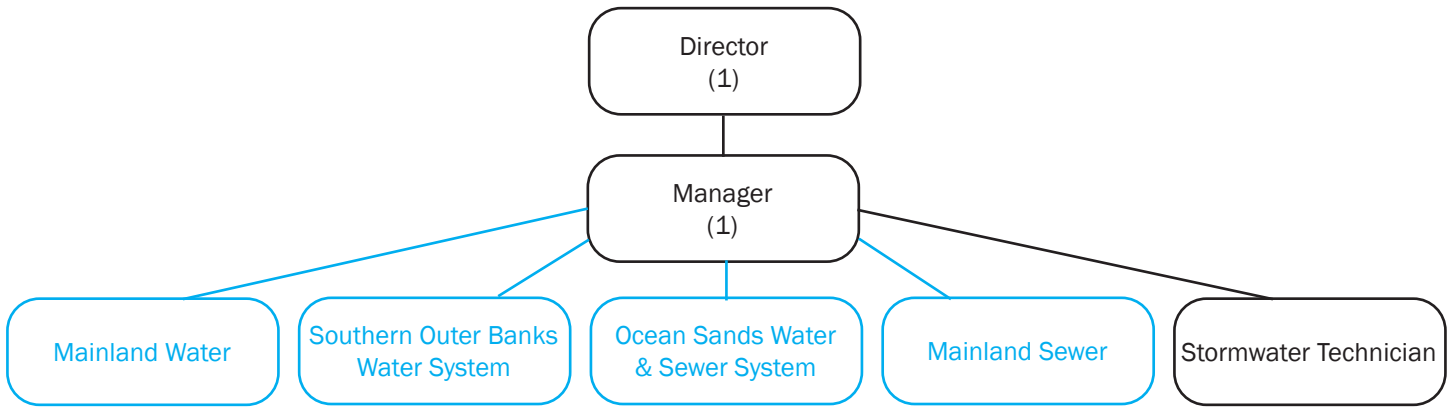 Director
(1)
Manager
(1)
Mainland Water
Southern Outer Banks
Water System
Ocean Sands Water
& Sewer System
Mainland Sewer
Stormwater Technician